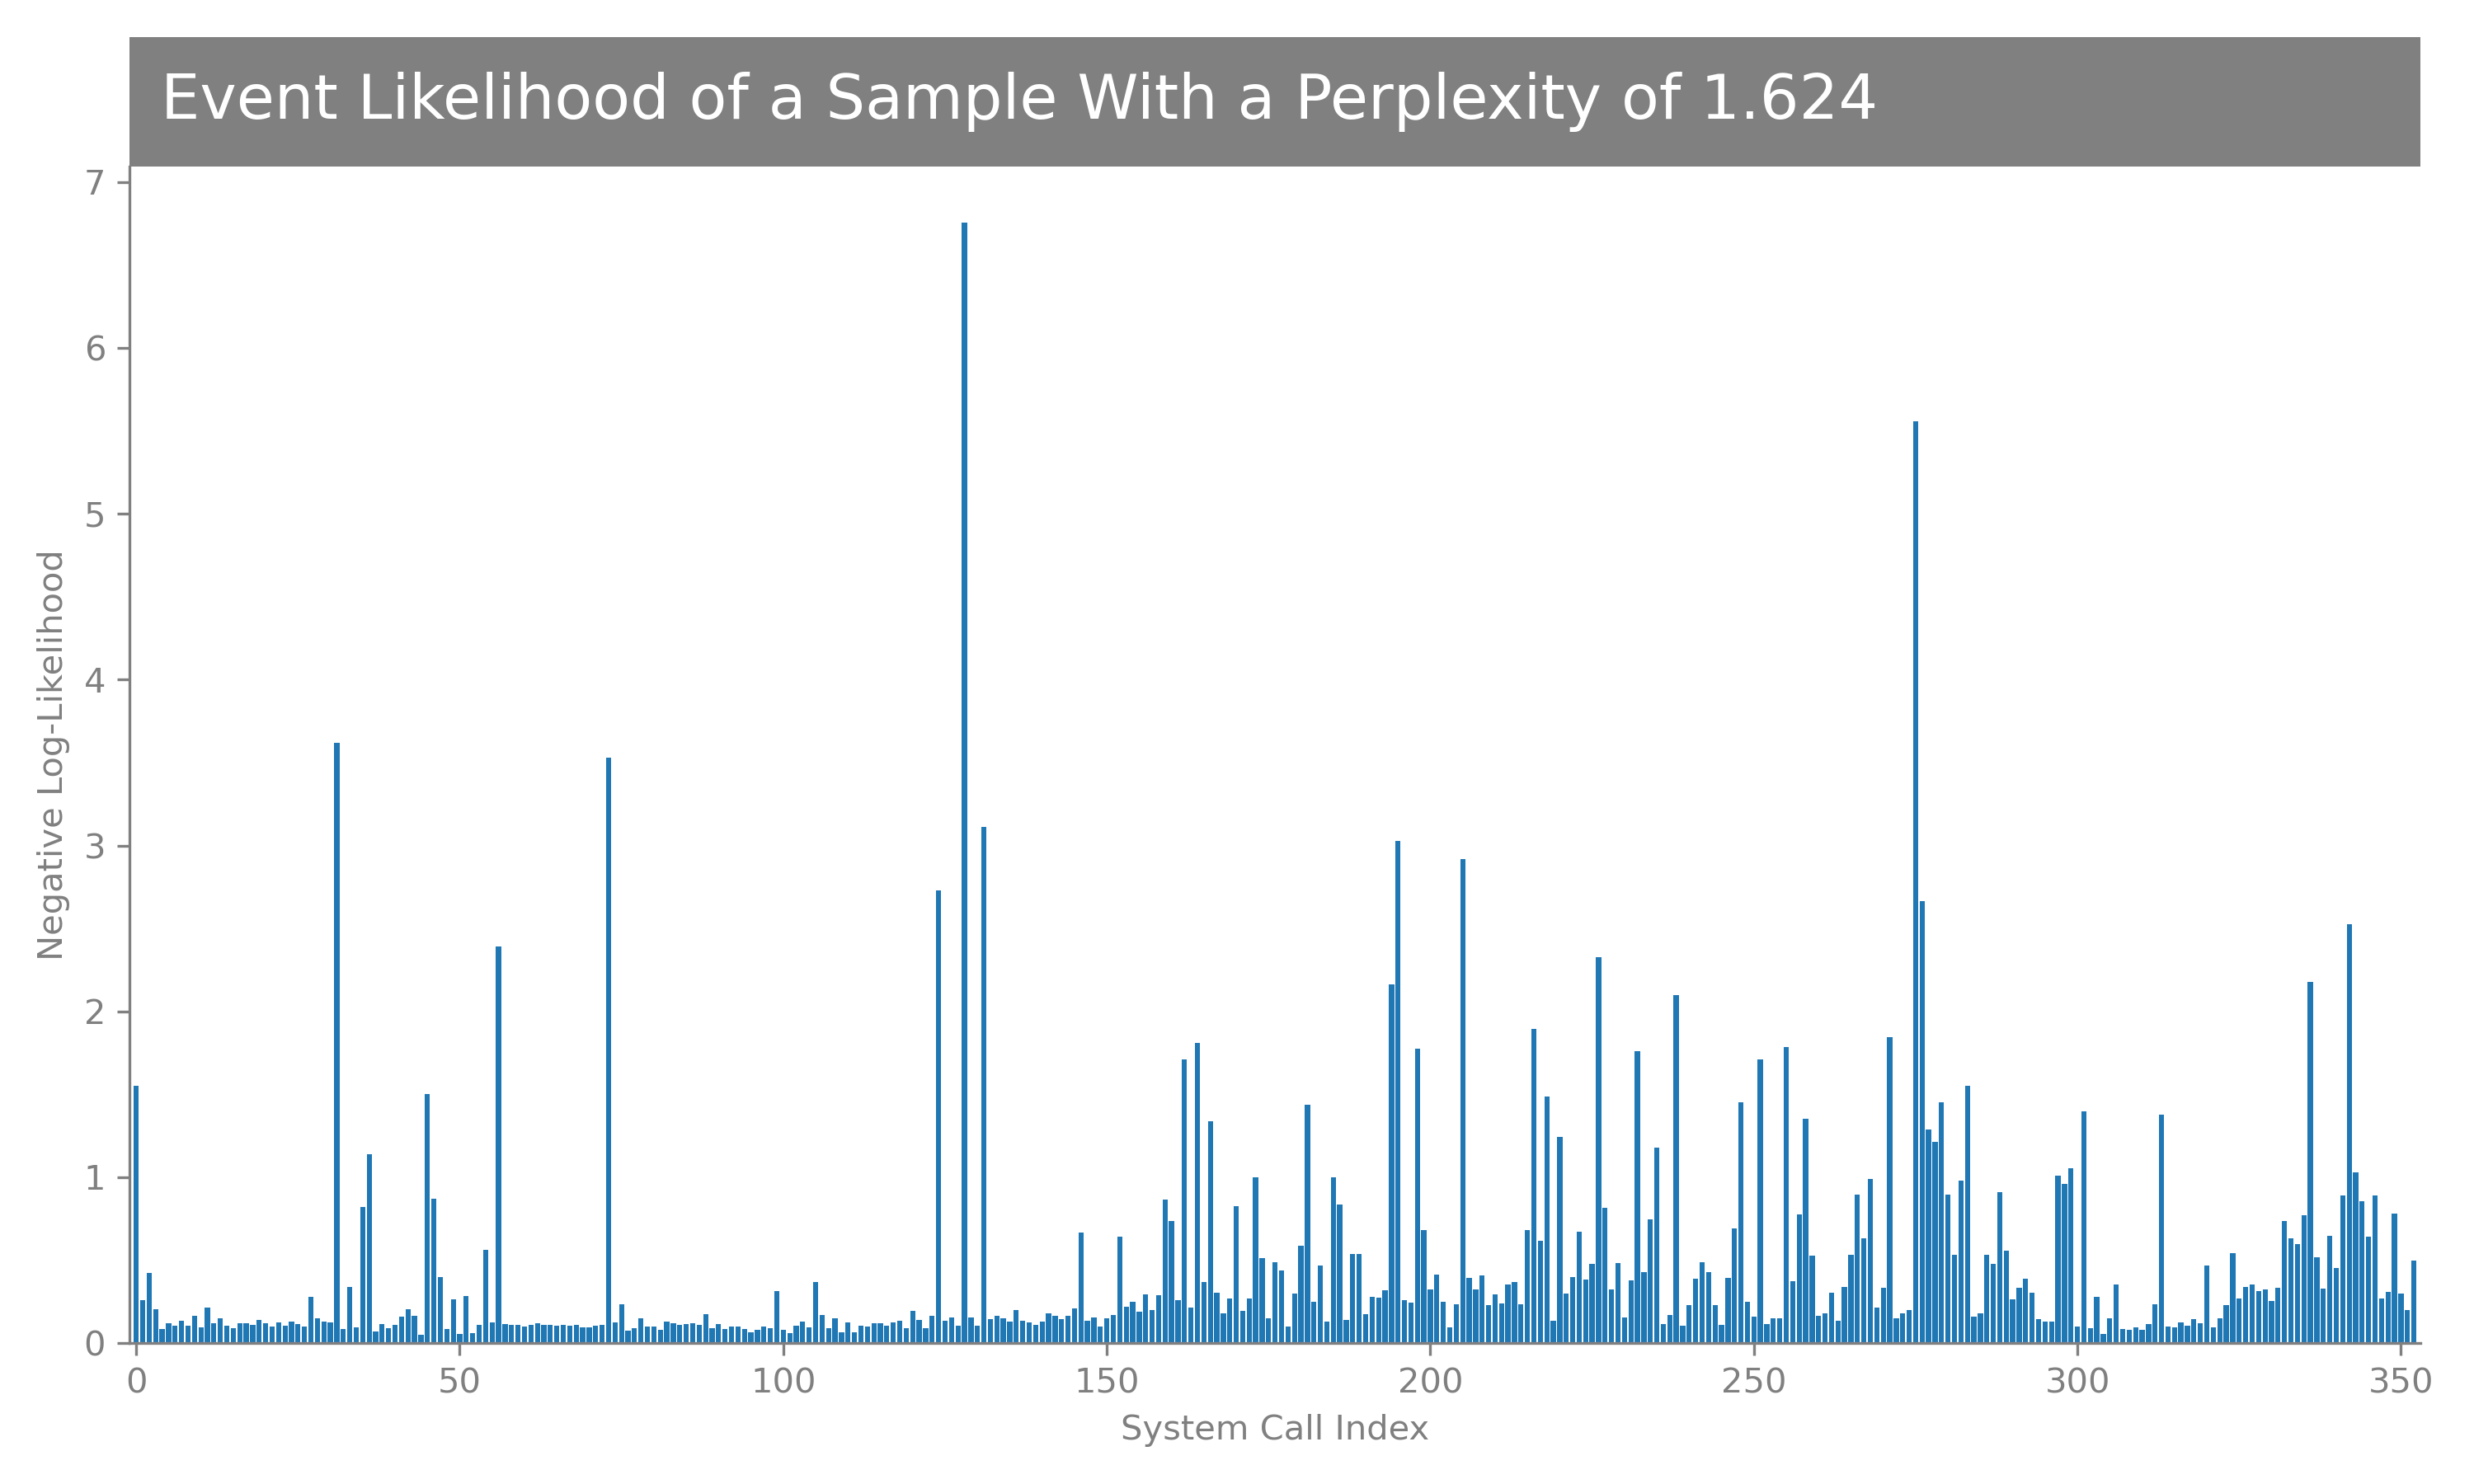 Event Likelihood of a Sample With a Perplexity of 1.624
7
6
5
4
3
2
1
0
Negative Log-Likelihood
0 50 100 150 200 250 300 350
System Call Index